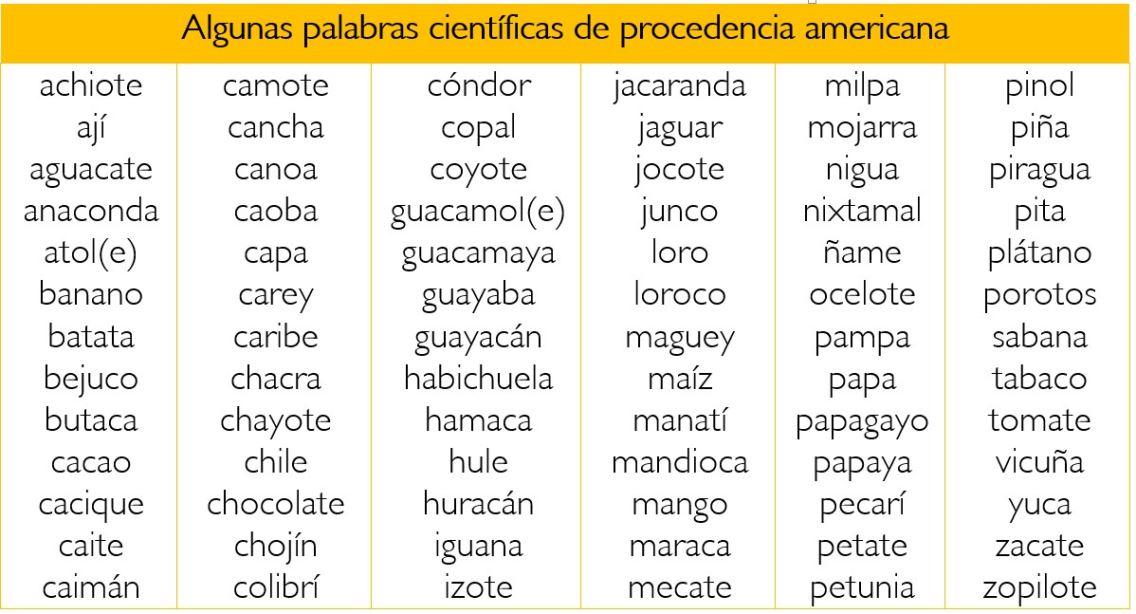 Algunas palabras científicas de procedencia americana
achiote camote cóndor jacaranda milpa pinol
ají cancha copal jaguar mojarra piña
aguacate canoa coyote jocote nigua piragua
anaconda caoba guacamol(e) junco nixtamal pita
atol(e) capa guacamaya loro ñame plátano
banano carey guayaba loroco ocelote porotos
batata caribe guayacán maguey pampa sabana
bejuco chacra habichuela maíz papa tabaco
butaca chayote hamaca manatí papagayo tomate
cacao chile hule mandioca papaya vicuña
cacique chocolate huracán mango pecarí yuca
caite chojín iguana maraca petate zacate
caimán colibrí izote mecate petunia zopilote